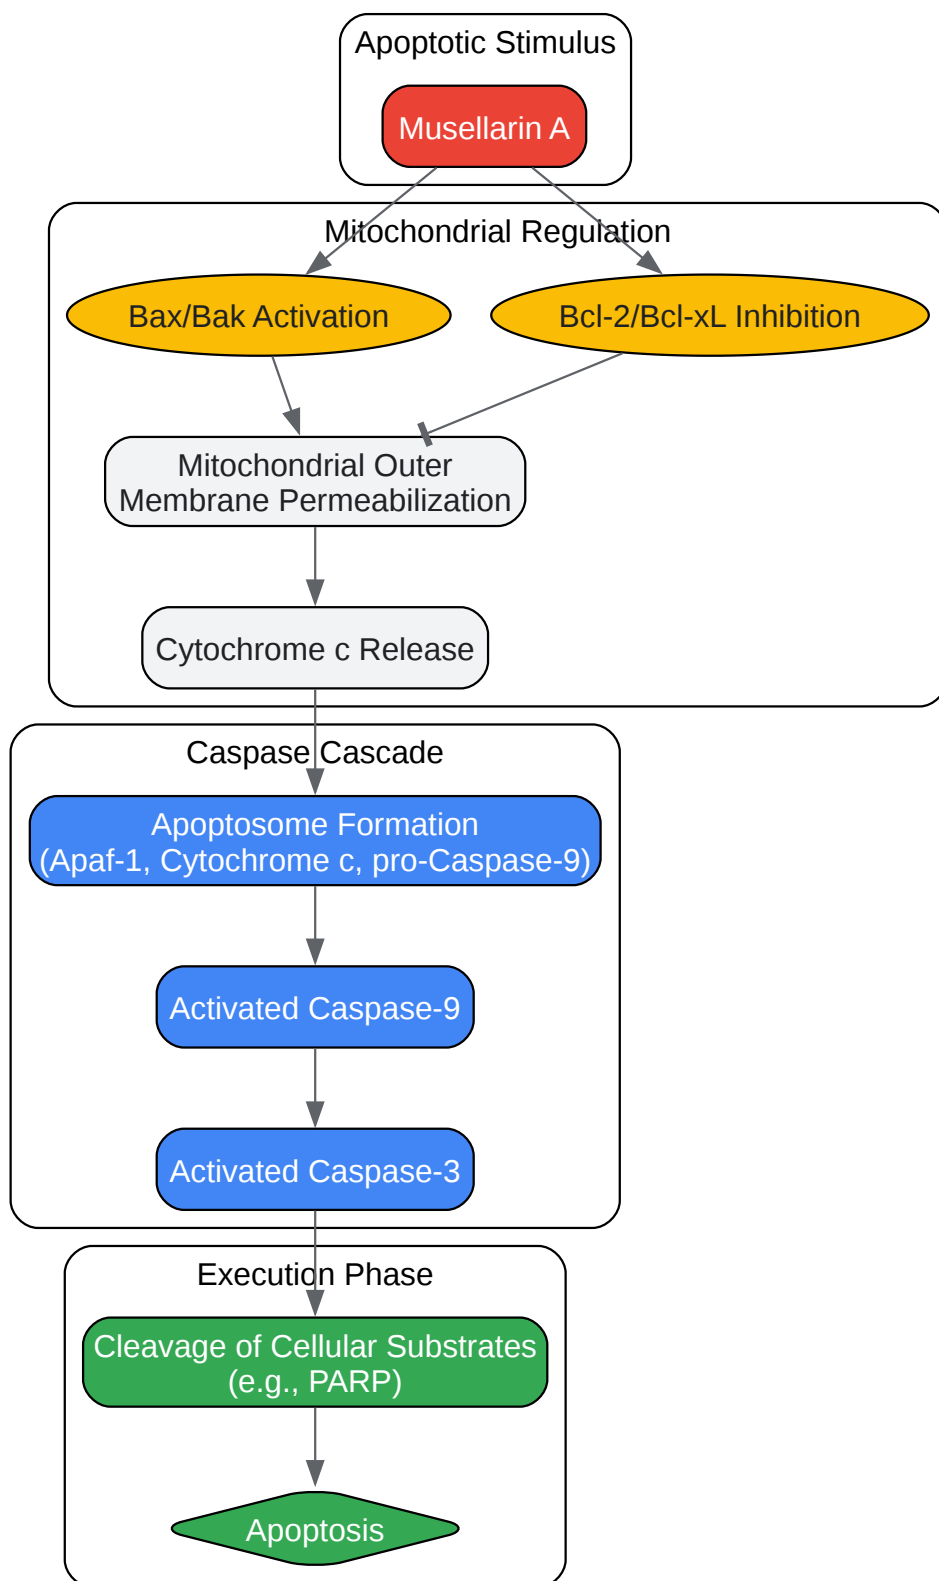 Apoptotic Stimulus
Musellarin A
Mitochondrial Regulation
Bax/Bak Activation
Bcl-2/Bcl-xL Inhibition
Mitochondrial Outer
Membrane Permeabilization
Cytochrome c Release
Caspase Cascade
Apoptosome Formation
(Apaf-1, Cytochrome c, pro-Caspase-9)
Activated Caspase-9
Activated Caspase-3
Execution Phase
Cleavage of Cellular Substrates
(e.g., PARP)
Apoptosis